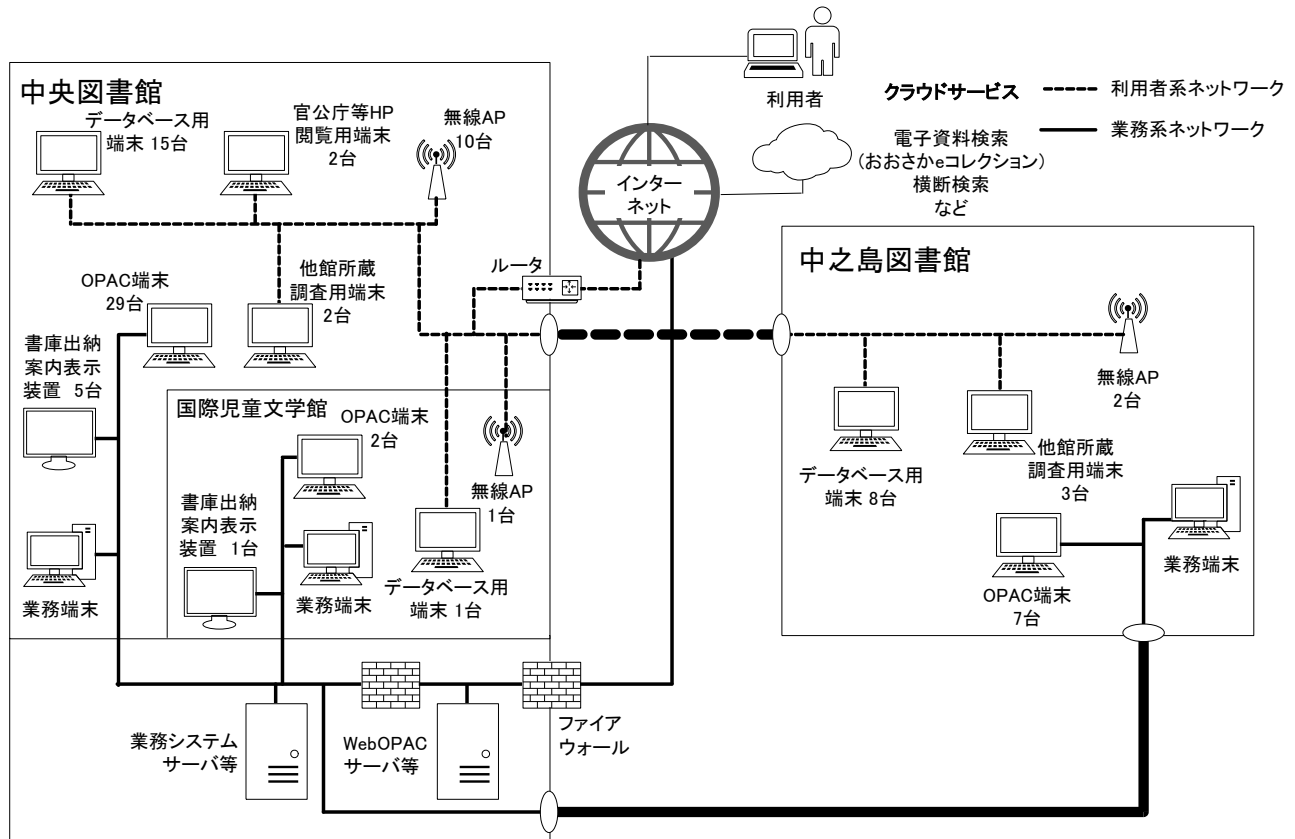 中央図書館
データベース用
端末 15台
官公庁等HP
閲覧用端末
2台
無線AP
10台
OPAC端末
29台
他館所蔵
調査用端末
2台
書庫出納
案内表示
装置 5台
業務端末
国際児童文学館
OPAC端末
2台
書庫出納
案内表示
装置 1台
業務端末
無線AP
1台
データベース用
端末 1台
業務システム
サーバ等
WebOPAC
サーバ等
ファイア
ウォール
ルータ
インター
ネット
利用者
クラウドサービス
電子資料検索
(おおさかeコレクション)
横断検索
など
利用者系ネットワーク
業務系ネットワーク
中之島図書館
データベース用
端末 8台
他館所蔵
調査用端末
3台
無線AP
2台
OPAC端末
7台
業務端末